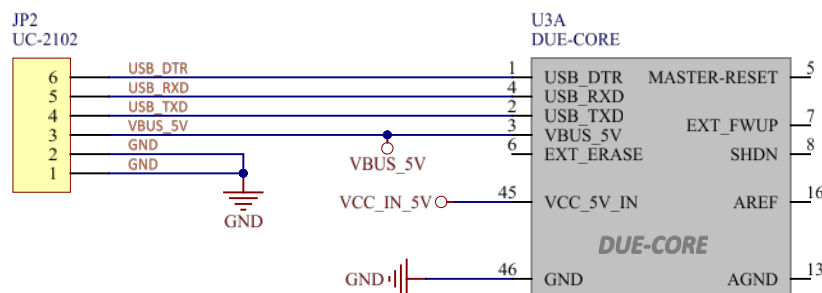 JP2
UC-2102
U3A
DUE-CORE
6 USB_DTR 1 USB_DTR MASTER-RESET 5
5 USB_RXD 4 USB_RXD
4 USB_TXD 2 USB_TXD EXT_FWUP 7
3 VBUS_5V 3 VBUS_5V
2 GND 6 EXT_ERASE SHDN 8
VBUS_5V
1 GND
GND
VCC_IN_5V 45 VCC_5V_IN AREF 16
DUE-CORE
GND 46 GND AGND 13